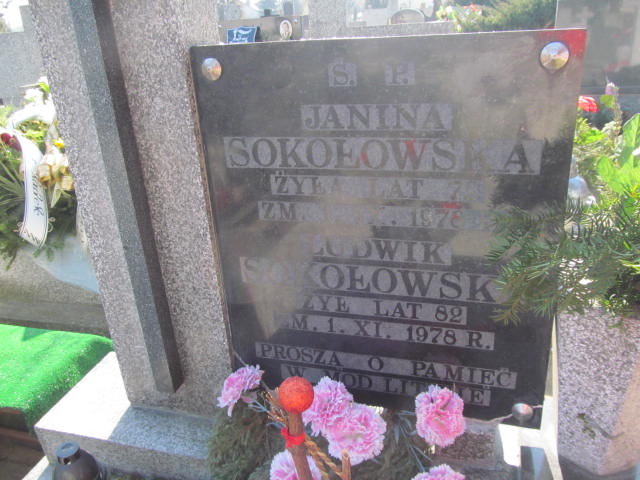 Ś. P.
JANINA
SOKOŁOWSKA
ŻYŁA LAT
ZM. 1978
LUDWIK
SOKOŁOWSKI
ŻYŁ LAT 82
ZM. 1. XI. 1978 R.
PROSZĄ O PAMIĘĆ
W MODLITWIE